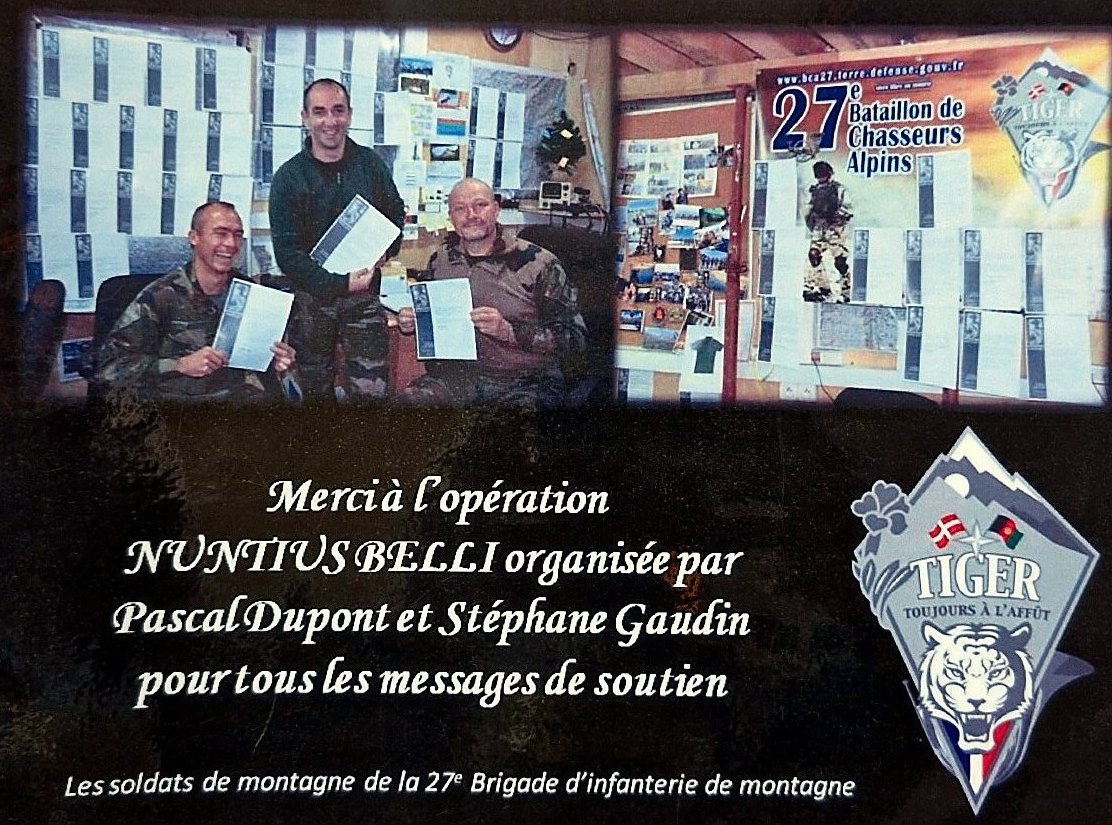 www.bca27.terre.defense.gouv.fr
27e Bataillon de
Chasseurs
Alpins
TIGER
TOUJOURS À L'AFFÛT
Merci à l'opération
NUNTIUS BELLI organisée par
Pascal Dupont et Stéphane Gaudin
pour tous les messages de soutien
TIGER
TOUJOURS À L'AFFÛT
Les soldats de montagne de la 27e Brigade d'infanterie de montagne